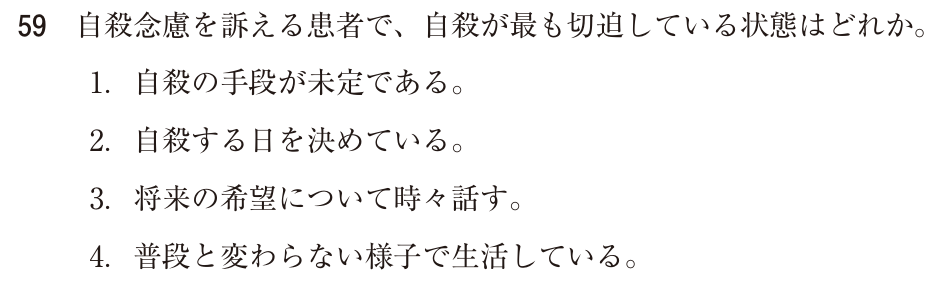 59 自殺念慮を訴える患者で、自殺が最も切迫している状態はどれか。
1. 自殺の手段が未定である。
2. 自殺する日を決めている。
3. 将来の希望について時々話す。
4. 普段と変わらない様子で生活している。